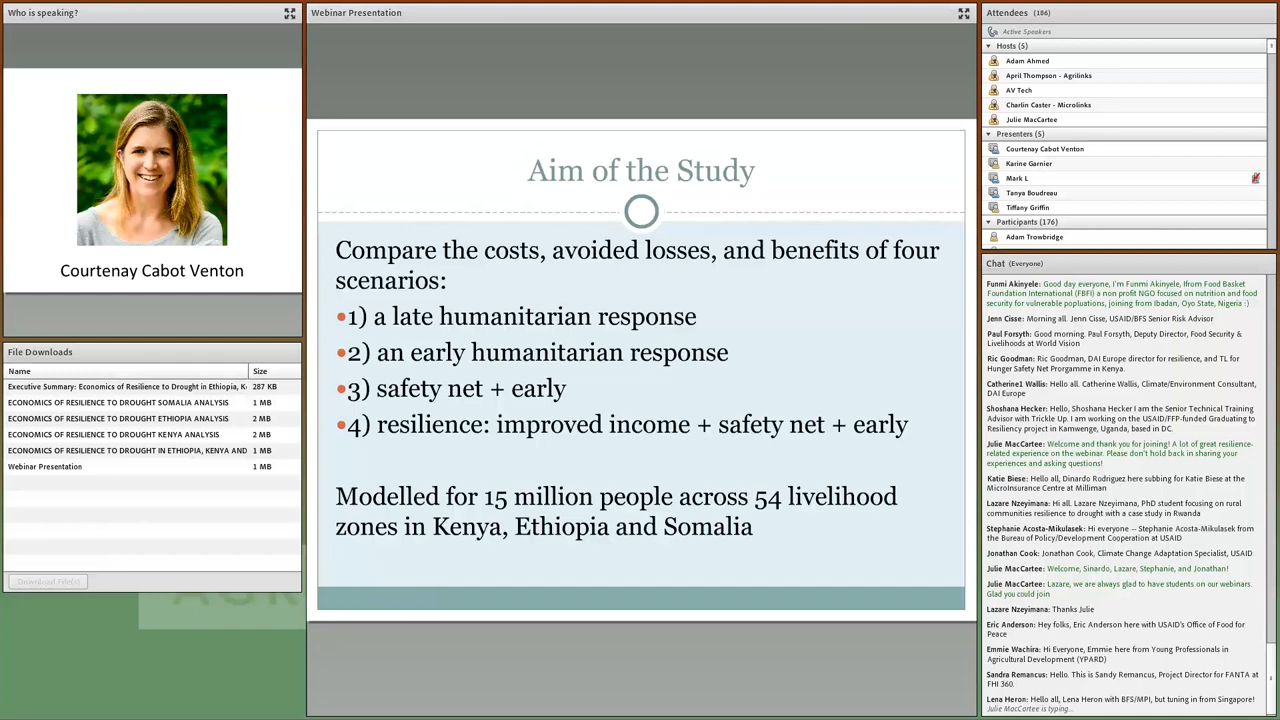 Who is speaking?
Courtenay Cabot Venton
File Downloads
Name Size
Executive Summary: Economics of Resilience to Drought in Ethiopia, Ke 287 KB
ECONOMICS OF RESILIENCE TO DROUGHT SOMALIA ANALYSIS 1 MB
ECONOMICS OF RESILIENCE TO DROUGHT ETHIOPIA ANALYSIS 2 MB
ECONOMICS OF RESILIENCE TO DROUGHT KENYA ANALYSIS 2 MB
ECONOMICS OF RESILIENCE TO DROUGHT IN ETHIOPIA, KENYA AND 1 MB
Webinar Presentation 1 MB
Download File(s)
Webinar Presentation
Aim of the Study
Compare the costs, avoided losses, and benefits of four
scenarios:
•1) a late humanitarian response
•2) an early humanitarian response
•3) safety net + early
•4) resilience: improved income + safety net + early
Modelled for 15 million people across 54 livelihood
zones in Kenya, Ethiopia and Somalia
Attendees (186)
Active Speakers
Hosts (5)
Adam Ahmed
April Thompson - Agrilinks
AV Tech
Charlin Caster - Microlinks
Julie MacCartee
Presenters (5)
Courtenay Cabot Venton
Karine Garnier
Mark L
Tanya Boudreau
Tiffany Griffin
Participants (176)
Adam Trowbridge
Chat (Everyone)
Funmi Akinyele: Good day everyone, I'm Funmi Akinyele, Ifrom Food Basket
Foundation International (FBFI) a non profit NGO focused on nutrition and food
security for vulnerable popluations, joining from Ibadan, Oyo State, Nigeria :)
Jenn Cisse: Morning all. Jenn Cisse, USAID/BFS Senior Risk Advisor
Paul Forsyth: Good morning. Paul Forsyth, Deputy Director, Food Security &
Livelihoods at World Vision
Ric Goodman: Ric Goodman, DAI Europe director for resilience, and TL for
Hunger Safety Net Prorgamme in Kenya.
Catherine1 Wallis: Hello all. Catherine Wallis, Climate/Environment Consultant,
DAI Europe
Shoshana Hecker: Hello, Shoshana Hecker I am the Senior Technical Training
Advisor with Trickle Up. I am working on the USAID/FFP-funded Graduating to
Resiliency project in Kamwenge, Uganda, based in DC.
Julie MacCartee: Welcome and thank you for joining! A lot of great resilience-
related experience on the webinar. Please don't hold back in sharing your
experiences and asking questions!
Katie Biese: Hello all, Dinardo Rodriguez here subbing for Katie Biese at the
MicroInsurance Centre at Milliman
Lazare Nzeyimana: Hi all. Lazare Nzeyimana, PhD student focusing on rural
communities resilience to drought with a case study in Rwanda
Stephanie Acosta-Mikulasek: Hi everyone -- Stephanie Acosta-Mikulasek from
the Bureau of Policy/Development Cooperation at USAID
Jonathan Cook: Jonathan Cook, Climate Change Adaptation Specialist, USAID
Julie MacCartee: Welcome, Sinardo, Lazare, Stephanie, and Jonathan!
Julie MacCartee: Lazare, we are always glad to have students on our webinars.
Glad you could join
Lazare Nzeyimana: Thanks Julie
Eric Anderson: Hey folks, Eric Anderson here with USAID's Office of Food for
Peace
Emmie Wachira: Hi Everyone, Emmie here from Young Professionals in
Agricultural Development (YPARD)
Sandra Remancus: Hello. This is Sandy Remancus, Project Director for FANTA at
FHI 360.
Lena Heron: Hello all, Lena Heron with BFS/MPI, but tuning in from Singapore!
Julie MacCartee is typing...